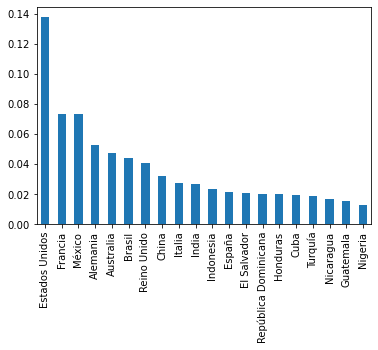 0.14
0.12
0.10
0.08
0.06
0.04
0.02
0.00
Estados Unidos
Francia
México
Alemania
Australia
Brasil
Reino Unido
China
Italia
India
Indonesia
España
El Salvador
República Dominicana
Honduras
Cuba
Turquía
Nicaragua
Guatemala
Nigeria